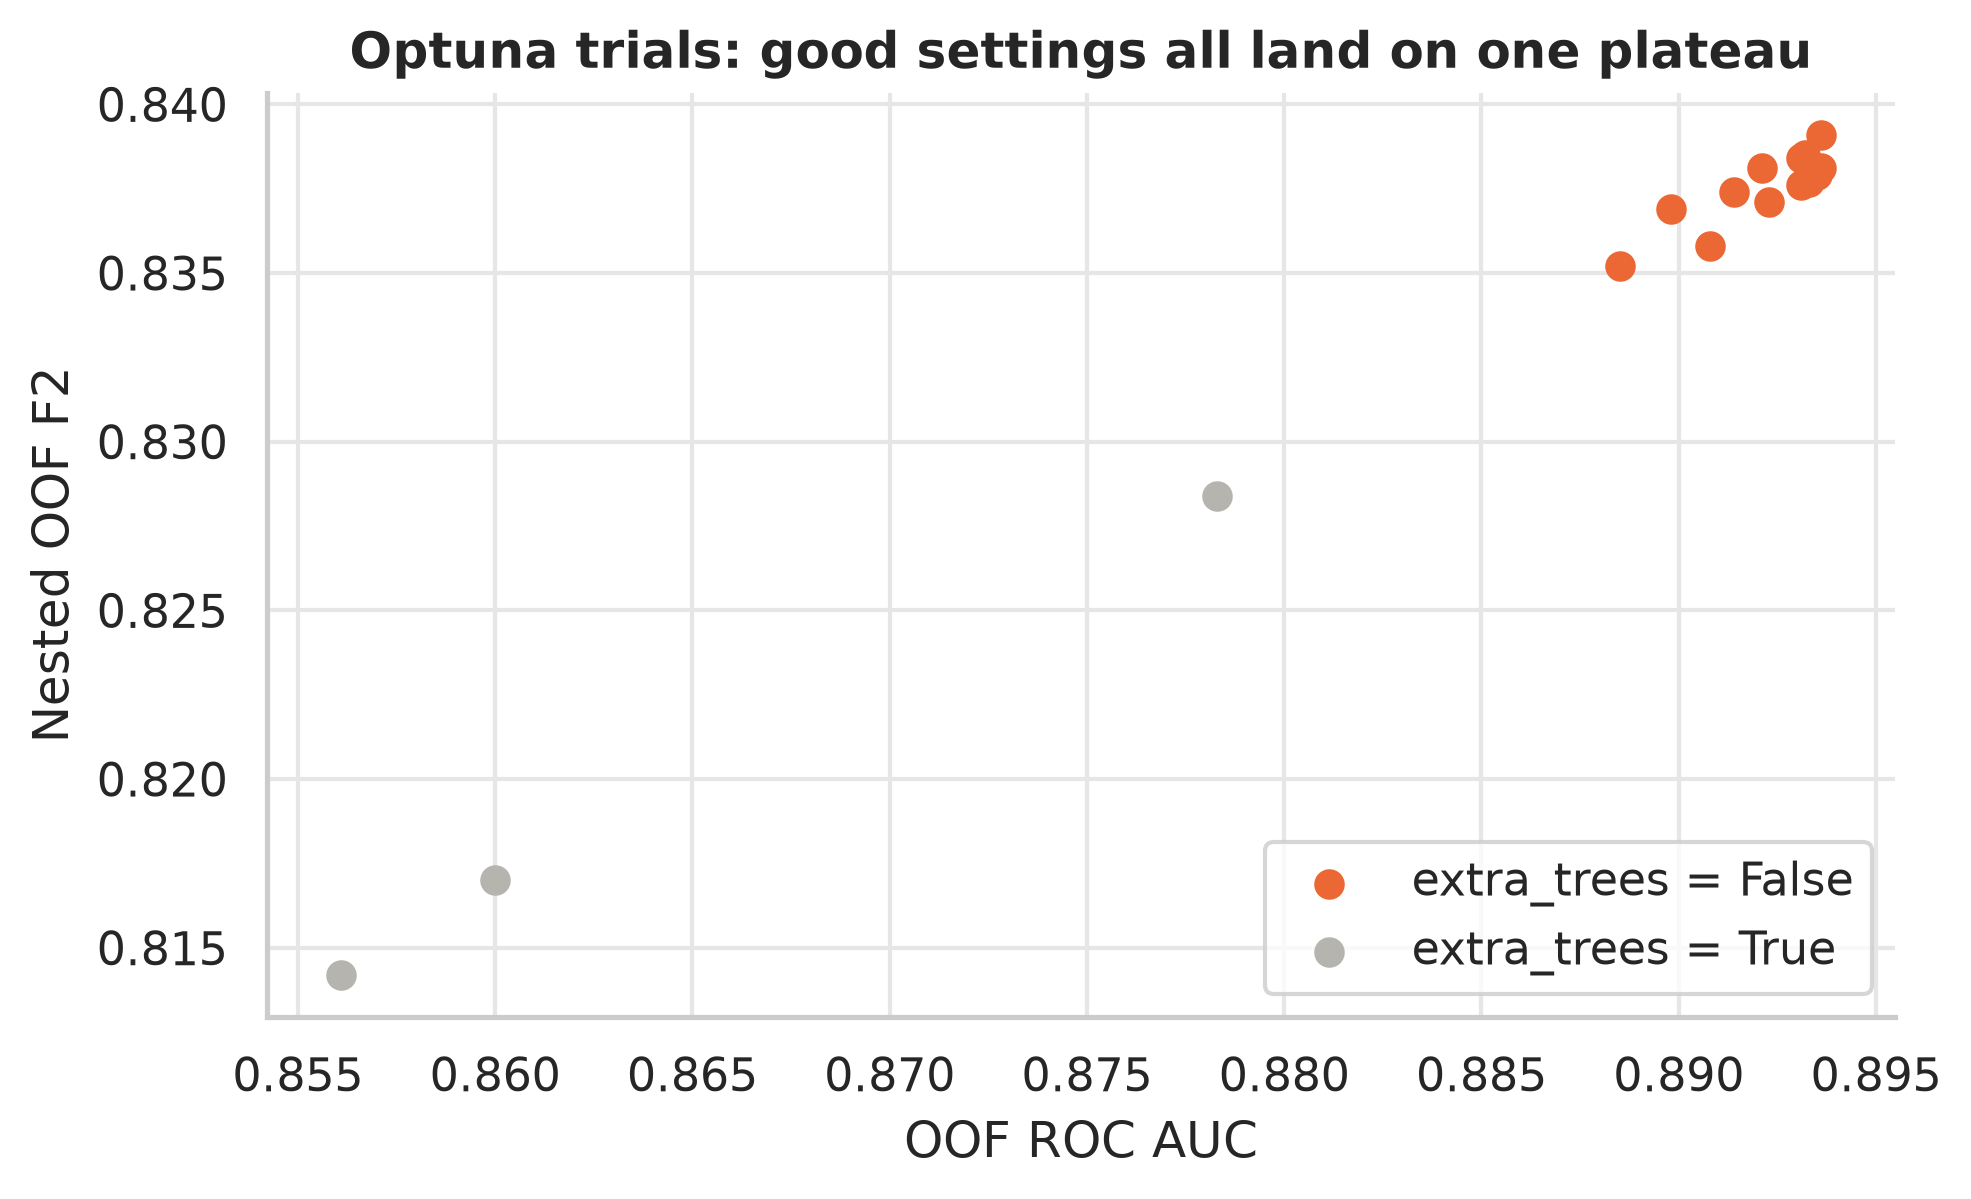 Optuna trials: good settings all land on one plateau
0.840
0.835
0.830
0.825
0.820
0.815
Nested OOF F2
extra_trees = False
extra_trees = True
0.855 0.860 0.865 0.870 0.875 0.880 0.885 0.890 0.895
OOF ROC AUC